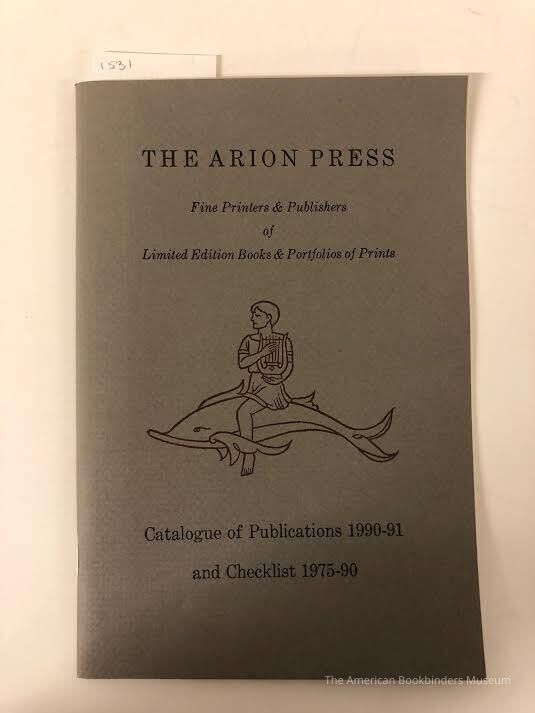 1531
THE ARION PRESS
Fine Printers & Publishers
of
Limited Edition Books & Portfolios of Prints
Catalogue of Publications 1990-91
and Checklist 1975-90
The American Bookbinders Museum